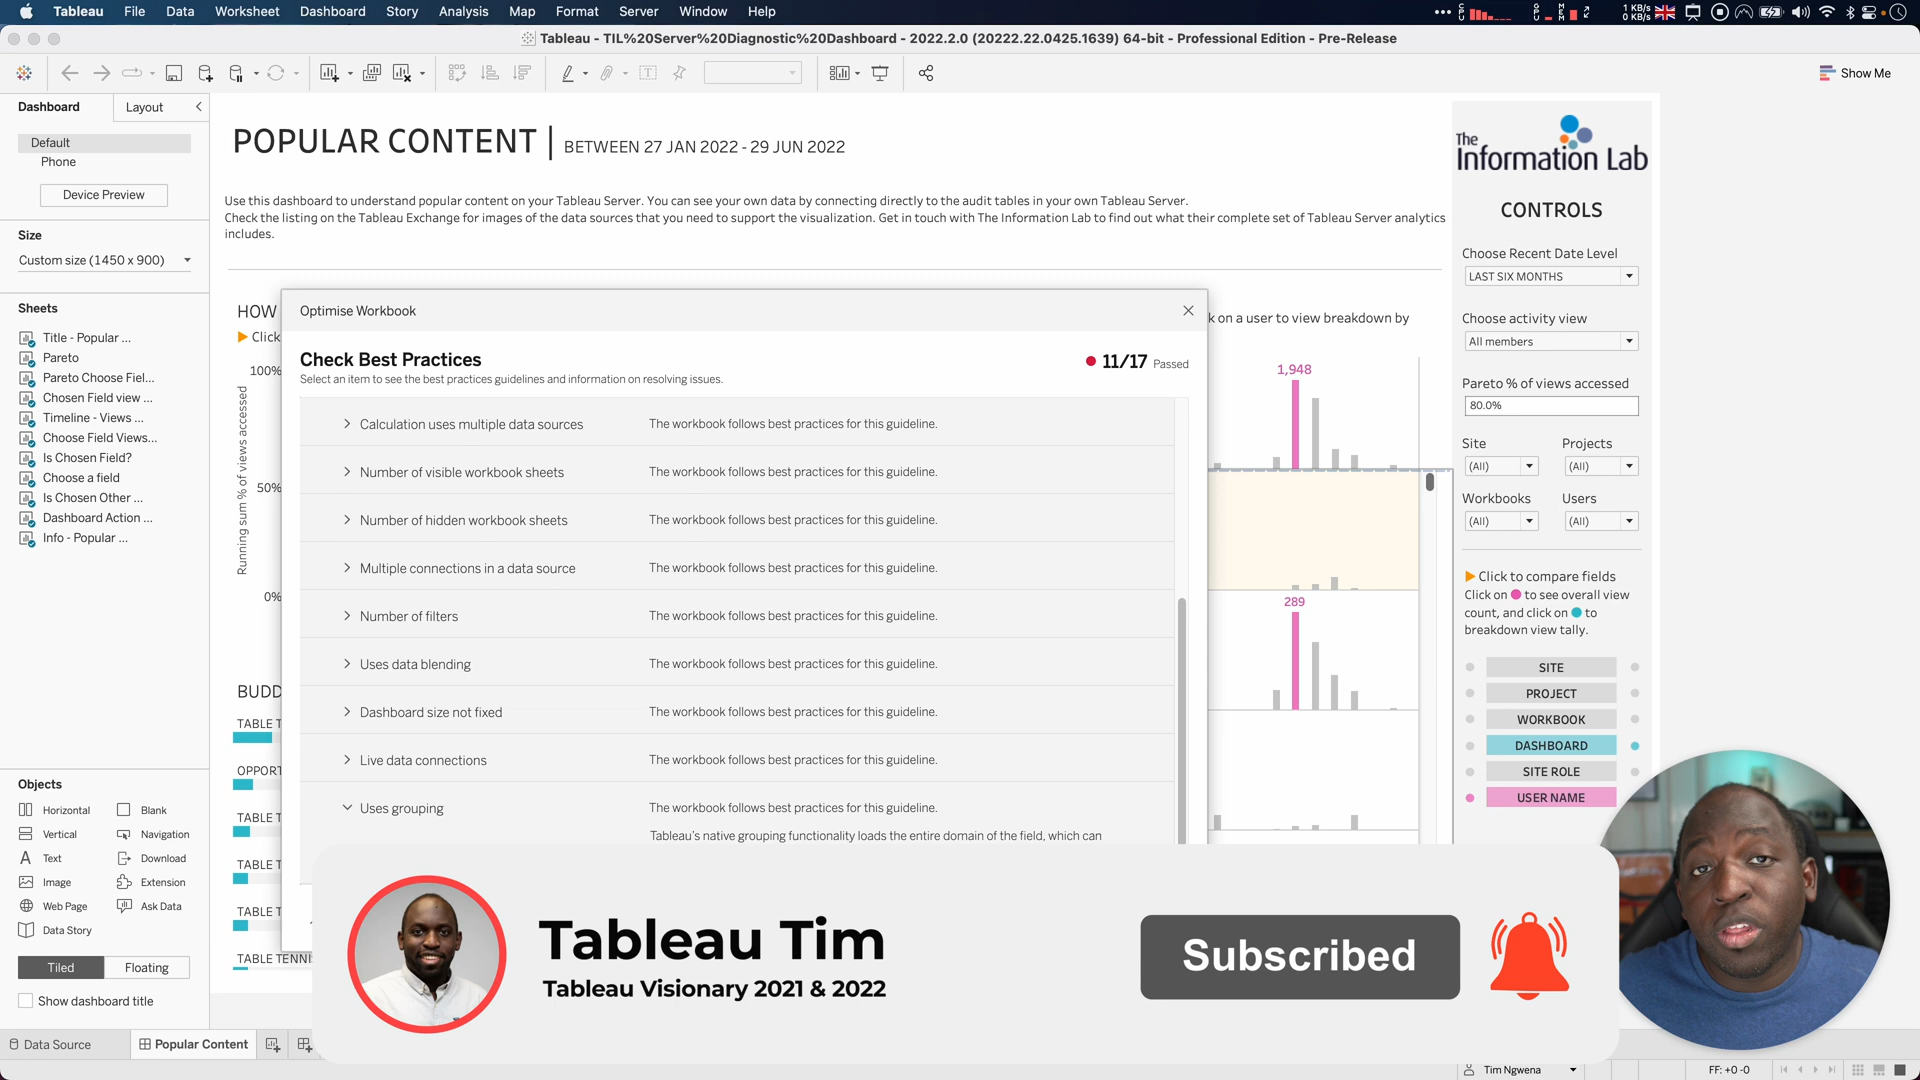 Tableau File Data Worksheet Dashboard Story Analysis Map Format Server Window Help
1 KB/s
0 KB/s
Tableau - TIL%20Server%20Diagnostic%20Dashboard - 2022.2.0 (20222.22.0425.1639) 64-bit - Professional Edition - Pre-Release
Show Me
Dashboard Layout
Default
Phone
Device Preview
Size
Custom size (1450 x 900)
Sheets
Title - Popular ...
Pareto
Pareto Choose Fiel...
Chosen Field view ...
Timeline - Views ...
Choose Field Views...
Is Chosen Field?
Choose a field
Is Chosen Other ...
Dashboard Action ...
Info - Popular ...
Objects
Horizontal Blank
Vertical Navigation
Text Download
Image Extension
Web Page Ask Data
Data Story
Tiled Floating
Show dashboard title
POPULAR CONTENT | BETWEEN 27 JAN 2022 - 29 JUN 2022
Use this dashboard to understand popular content on your Tableau Server. You can see your own data by connecting directly to the audit tables in your own Tableau Server.
Check the listing on the Tableau Exchange for images of the data sources that you need to support the visualization. Get in touch with The Information Lab to find out what their complete set of Tableau Server analytics
includes.
HOW
Click
100%
50%
0%
Running sum % of views accessed
BUDD
TABLE T
OPPORT
TABLE T
TABLE T
TABLE T
TABLE TENNI
Optimise Workbook
Check Best Practices
11/17 Passed
Select an item to see the best practices guidelines and information on resolving issues.
Calculation uses multiple data sources The workbook follows best practices for this guideline.
Number of visible workbook sheets The workbook follows best practices for this guideline.
Number of hidden workbook sheets The workbook follows best practices for this guideline.
Multiple connections in a data source The workbook follows best practices for this guideline.
Number of filters The workbook follows best practices for this guideline.
Uses data blending The workbook follows best practices for this guideline.
Dashboard size not fixed The workbook follows best practices for this guideline.
Live data connections The workbook follows best practices for this guideline.
Uses grouping The workbook follows best practices for this guideline.
Tableau's native grouping functionality loads the entire domain of the field, which can
k on a user to view breakdown by
1,948
289
The
Information Lab
CONTROLS
Choose Recent Date Level
LAST SIX MONTHS
Choose activity view
All members
Pareto % of views accessed
80.0%
Site Projects
(All) (All)
Workbooks Users
(All) (All)
Click to compare fields
Click on to see overall view
count, and click on to
breakdown view tally.
SITE
PROJECT
WORKBOOK
DASHBOARD
SITE ROLE
USER NAME
Tableau Tim
Tableau Visionary 2021 & 2022
Subscribed
Data Source Popular Content
Tim Ngwena
FF: +0 -0